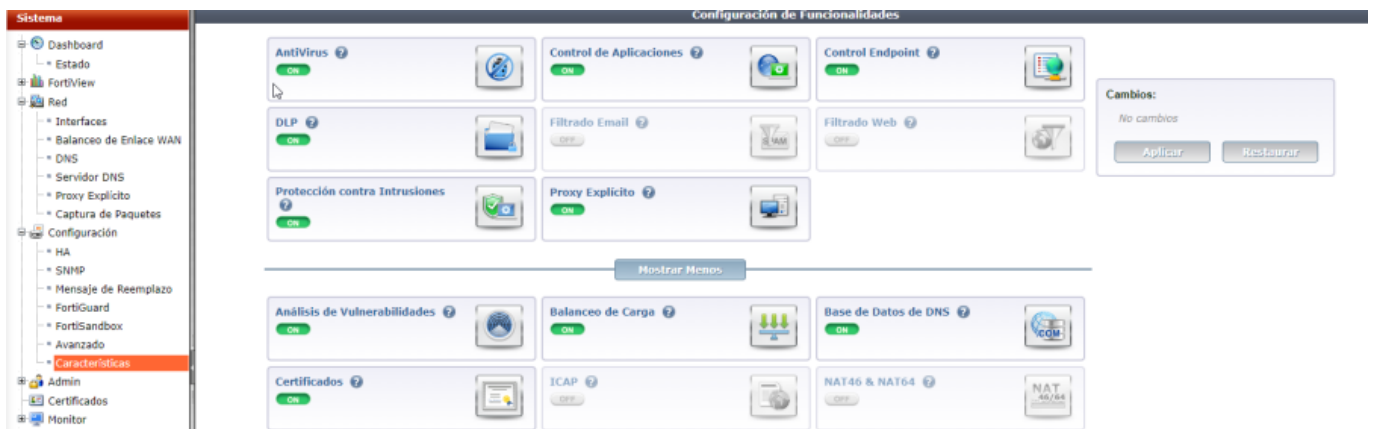 Sistema
Dashboard
Estado
FortiView
Red
Interfaces
Balanceo de Enlace WAN
DNS
Servidor DNS
Proxy Explícito
Captura de Paquetes
Configuración
HA
SNMP
Mensaje de Reemplazo
FortiGuard
FortiSandbox
Avanzado
Características
Admin
Certificados
Monitor
Configuración de Funcionalidades
AntiVirus
ON
Control de Aplicaciones
ON
Control Endpoint
ON
DLP
ON
Filtrado Email
OFF
Filtrado Web
OFF
Protección contra Intrusiones
ON
Proxy Explícito
ON
Mostrar Menos
Análisis de Vulnerabilidades
ON
Balanceo de Carga
ON
Base de Datos de DNS
ON
COM
Certificados
ON
ICAP
OFF
NAT46 & NAT64
OFF
NAT
46/64
Cambios:
No cambios
Aplicar
Restaurar